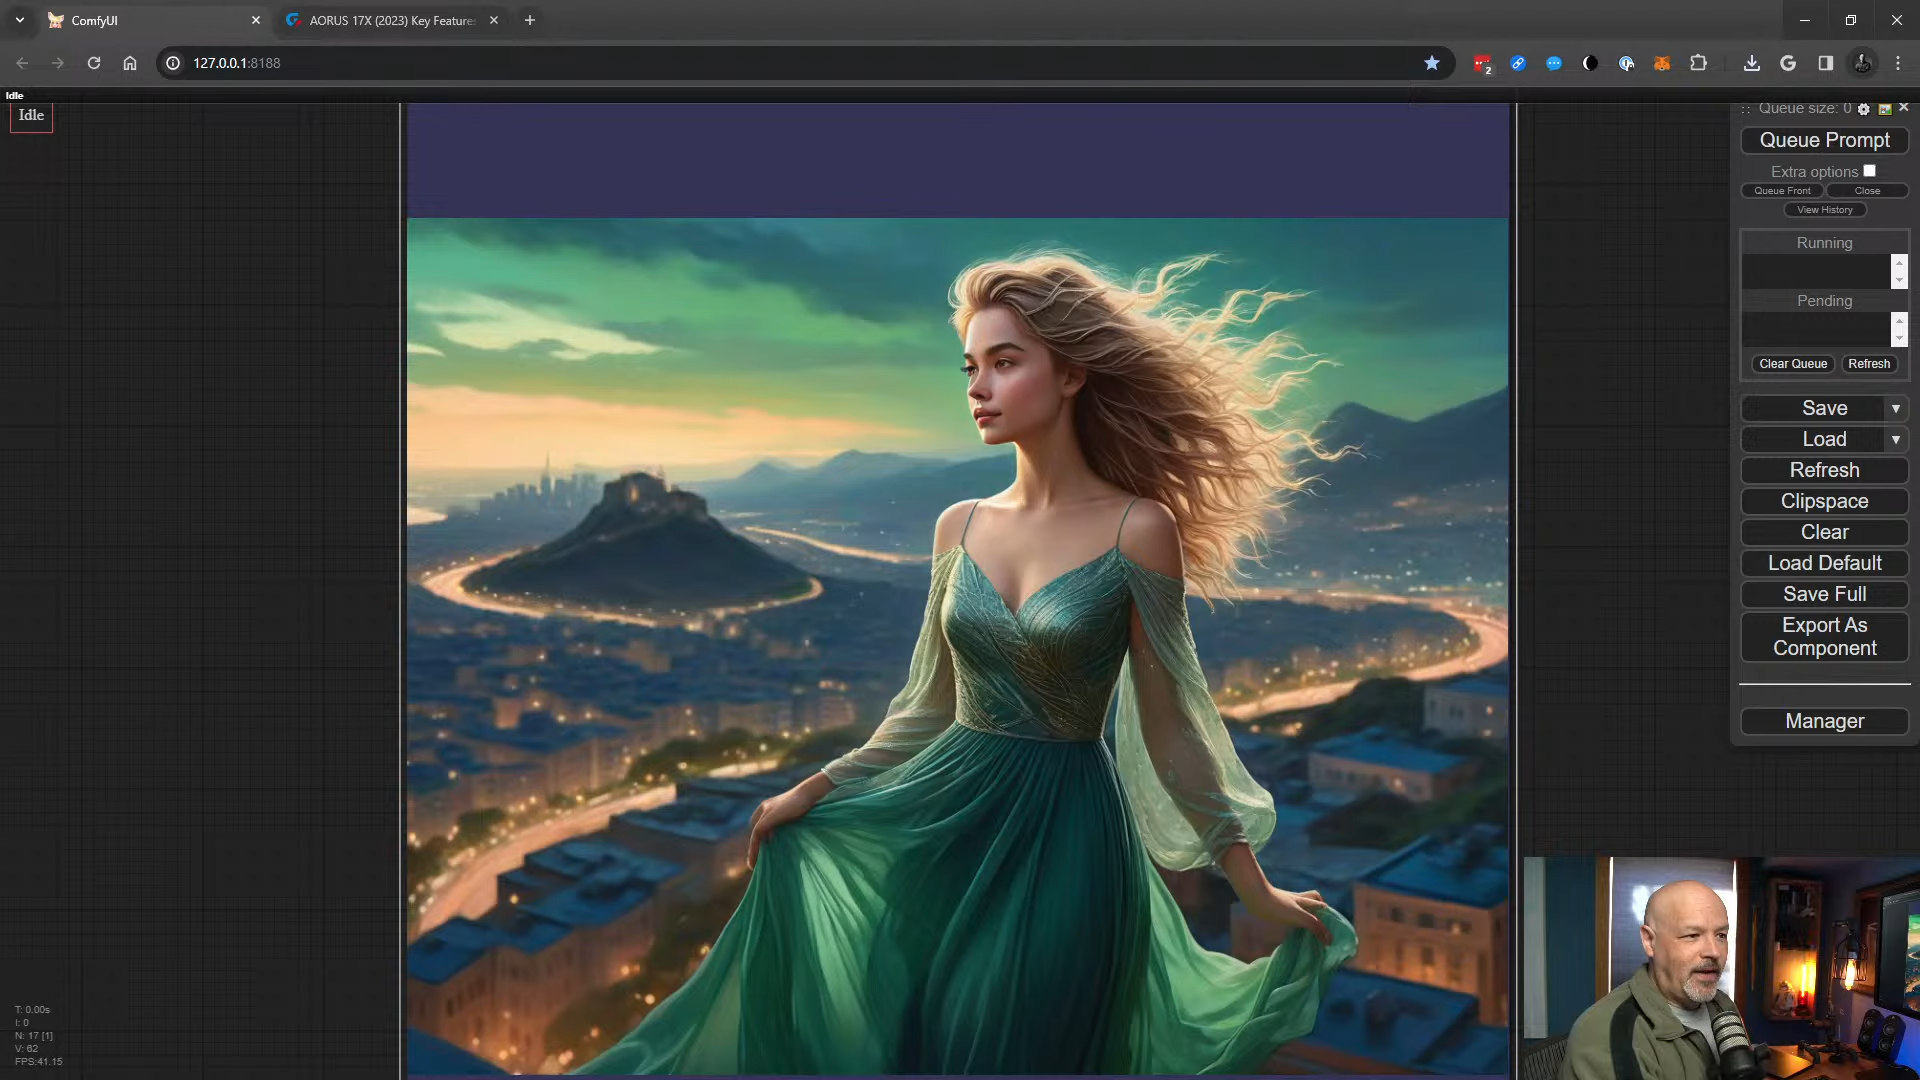 ComfyUI
AORUS 17X (2023) Key Feature
127.0.0.1:8188
Idle
Idle
Queue size: 0
Queue Prompt
Extra options
Queue Front
Close
View History
Running
Pending
Clear Queue
Refresh
Save
Load
Refresh
Clipspace
Clear
Load Default
Save Full
Export As
Component
Manager
T: 0.00s
I: 0
N: 17 [1]
V: 62
FPS:41.15
2